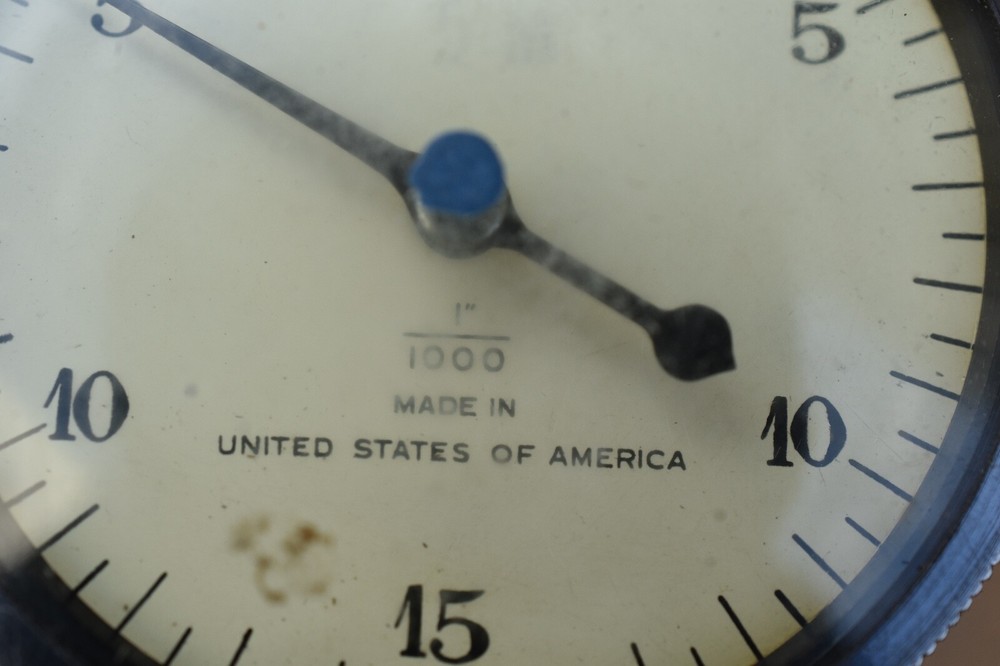 5 5
1"
1000
MADE IN
10 10
UNITED STATES OF AMERICA
15